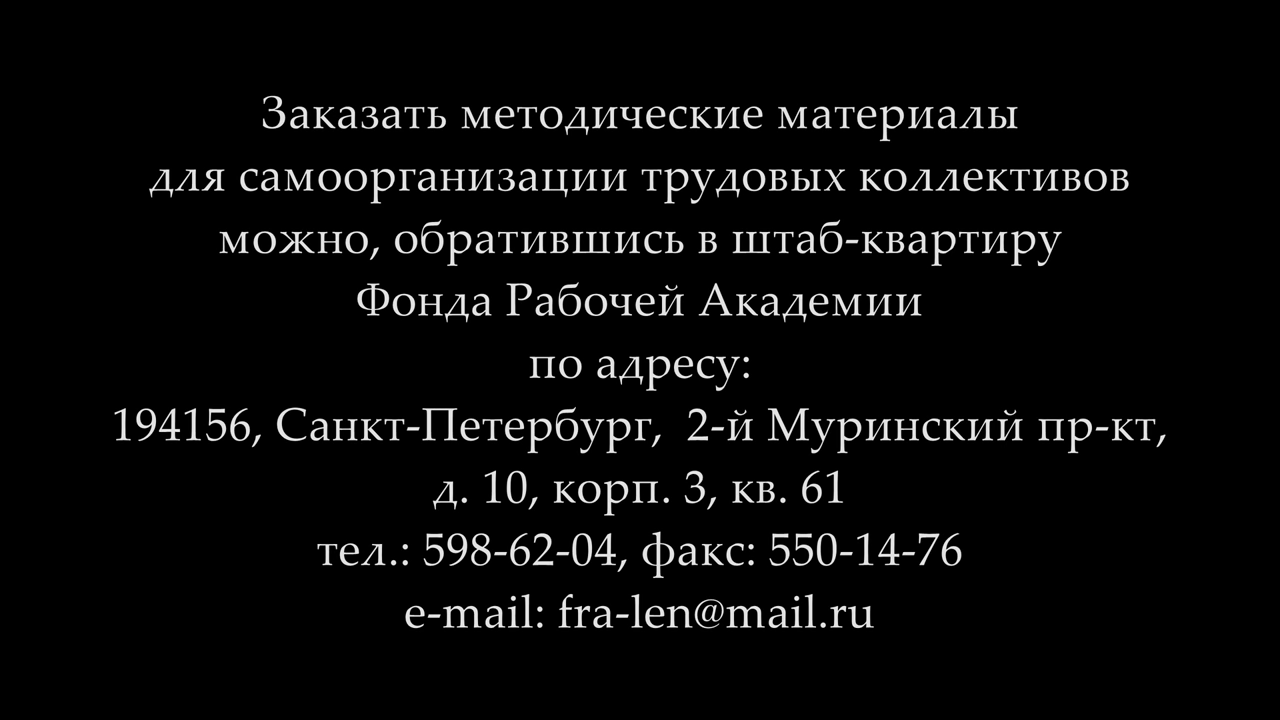 Заказать методические материалы
для самоорганизации трудовых коллективов
можно, обратившись в штаб-квартиру
Фонда Рабочей Академии
по адресу:
194156, Санкт-Петербург, 2-й Муринский пр-кт,
д. 10, корп. 3, кв. 61
тел.: 598-62-04, факс: 550-14-76
e-mail: fra-len@mail.ru